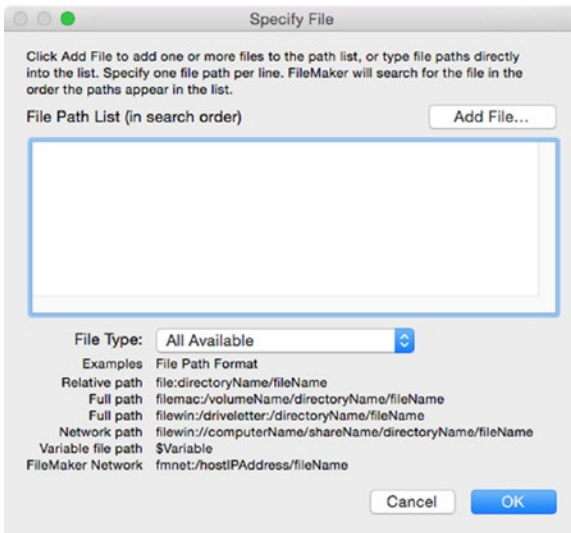 Specify File
Click Add File to add one or more files to the path list, or type file paths directly
into the list. Specify one file path per line. FileMaker will search for the file in the
order the paths appear in the list.
File Path List (in search order) Add File...
File Type: All Available
Examples File Path Format
Relative path file:directoryName/fileName
Full path filemac:/volumeName/directoryName/fileName
Full path filewin:/driveletter:/directoryName/fileName
Network path filewin://computerName/shareName/directoryName/fileName
Variable file path $Variable
FileMaker Network fmnet:/hostIPAddress/fileName
Cancel OK